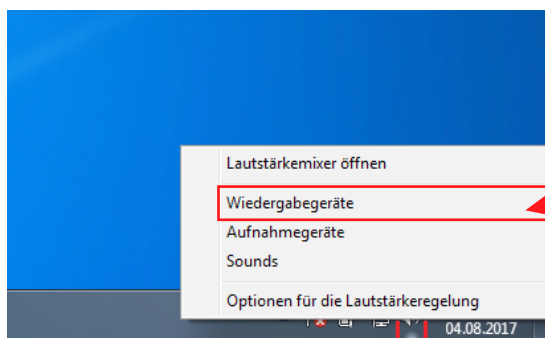 Lautstärkemixer öffnen
Wiedergabegeräte
Aufnahmegeräte
Sounds
Optionen für die Lautstärkeregelung
04.08.2017